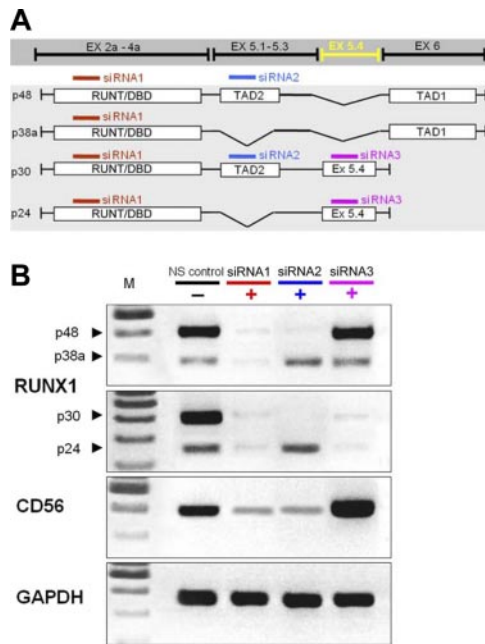 A
EX 2a - 4a EX 5.1 - 5.3 EX 5.4 EX 6
siRNA1 siRNA2
p48 RUNT/DBD TAD2 TAD1
siRNA1
p38a RUNT/DBD TAD1
siRNA1 siRNA2 siRNA3
p30 RUNT/DBD TAD2 Ex 5.4
siRNA1 siRNA3
p24 RUNT/DBD Ex 5.4
B
M NS control siRNA1 siRNA2 siRNA3
– + + +
p48
p38a
RUNX1
p30
p24
CD56
GAPDH